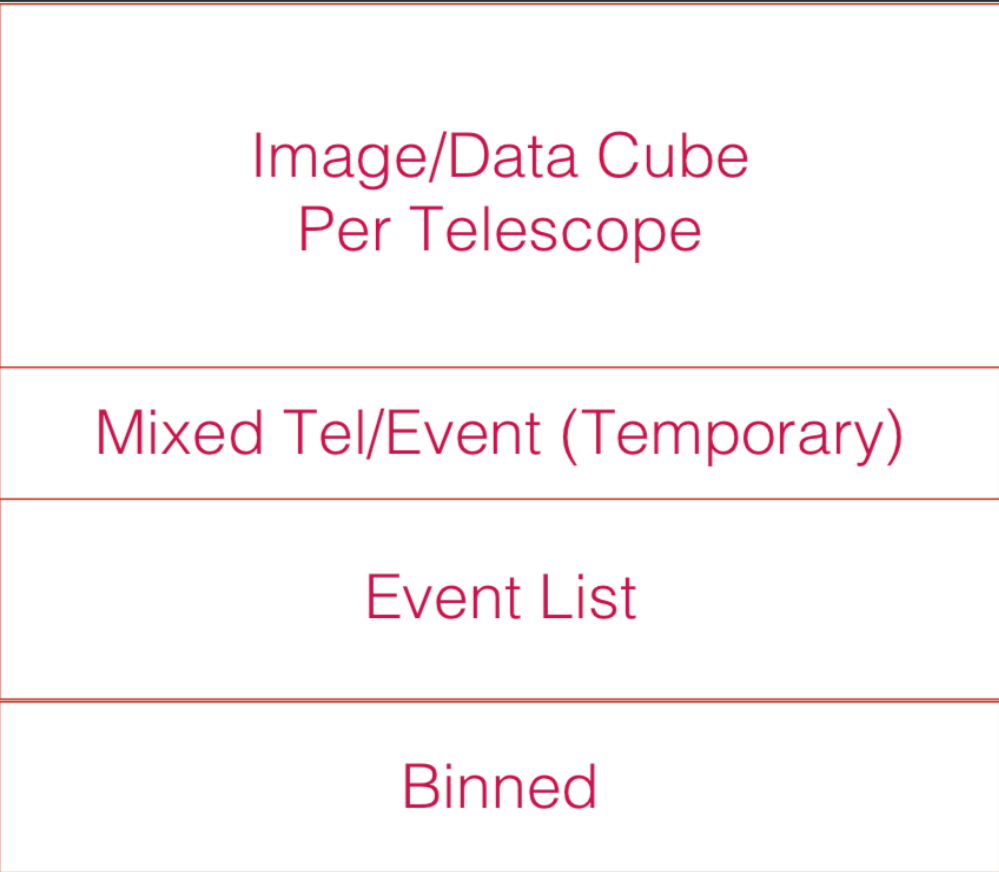 Image/Data Cube
Per Telescope
Mixed Tel/Event (Temporary)
Event List
Binned